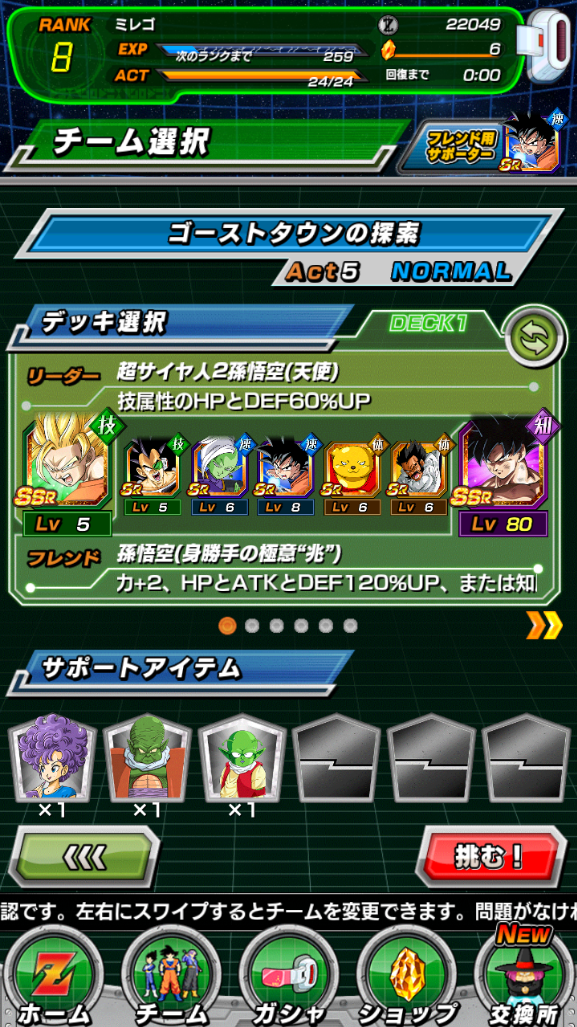 RANK
8
ミレゴ
22049
EXP 次のランクまで 259
6
ACT 24/24
回復まで 0:00
チーム選択
フレンド用
サポーター
速
SR
ゴーストタウンの探索
Act5 NORMAL
デッキ選択
DECK1
リーダー 超サイヤ人2孫悟空(天使)
技属性のHPとDEF60%UP
技 技 速 速 体 体 知
SSR SR SR SR SR SR SSR
Lv 5 Lv 5 Lv 6 Lv 8 Lv 6 Lv 6 Lv 80
フレンド 孫悟空(身勝手の極意“兆”)
力+2、HPとATKとDEF120%UP、または知
サポートアイテム
×1 ×1 ×1
挑む!
認です。左右にスワイプするとチームを変更できます。問題がなけれ
NEW
ホーム チーム ガシャ ショップ 交換所